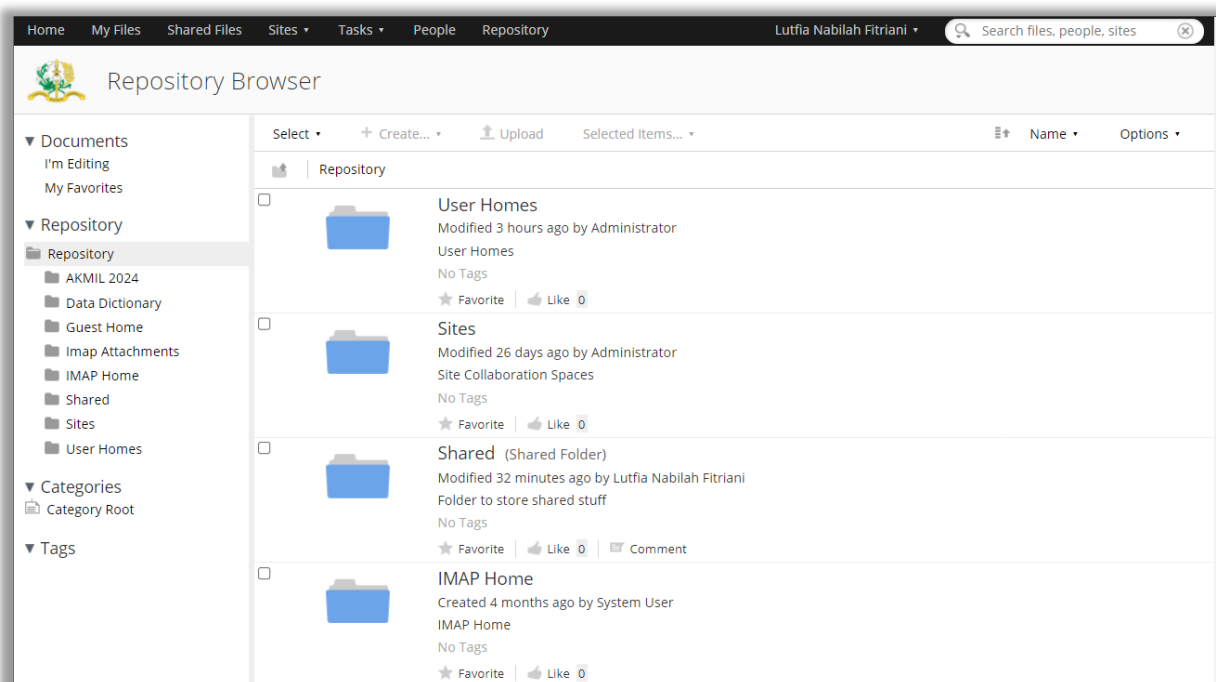 Home My Files Shared Files Sites Tasks People Repository Lutfia Nabilah Fitriani Search files, people, sites
Repository Browser
Documents
I'm Editing
My Favorites
Repository
Repository
AKMIL 2024
Data Dictionary
Guest Home
Imap Attachments
IMAP Home
Shared
Sites
User Homes
Categories
Category Root
Tags
Select + Create... Upload Selected Items... Name Options
Repository
User Homes
Modified 3 hours ago by Administrator
User Homes
No Tags
Favorite Like 0
Sites
Modified 26 days ago by Administrator
Site Collaboration Spaces
No Tags
Favorite Like 0
Shared (Shared Folder)
Modified 32 minutes ago by Lutfia Nabilah Fitriani
Folder to store shared stuff
No Tags
Favorite Like 0 Comment
IMAP Home
Created 4 months ago by System User
IMAP Home
No Tags
Favorite Like 0